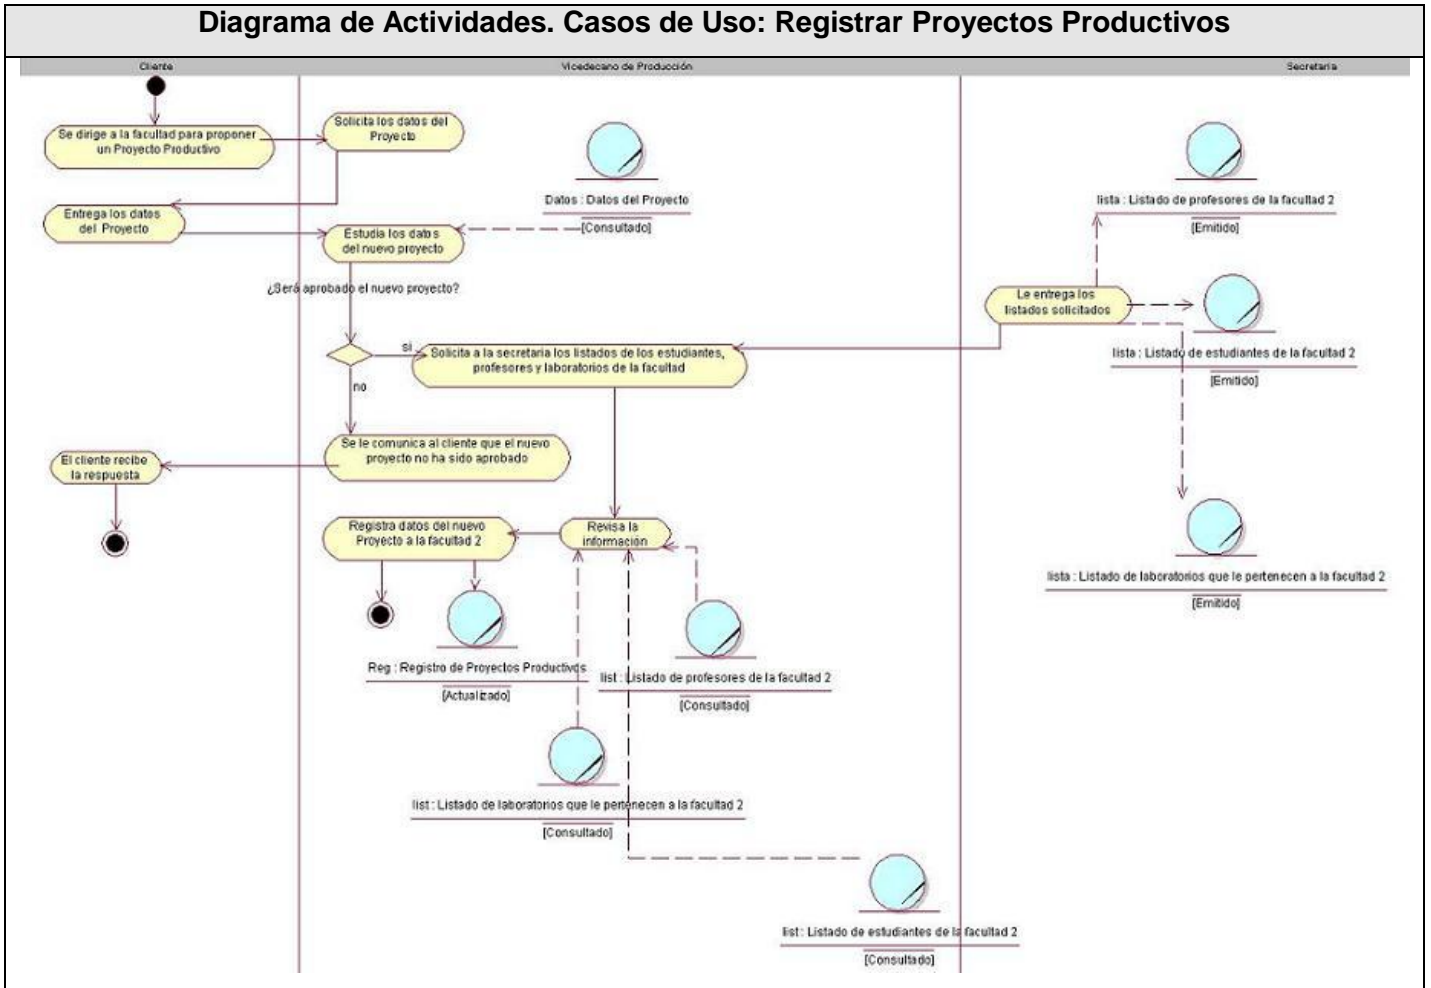 Diagrama de Actividades. Casos de Uso: Registrar Proyectos Productivos
Cliente
Vicedecano de Producción
Secretaria
Se dirige a la facultad para proponer
un Proyecto Productivo
Solicita los datos del
Proyecto
Datos : Datos del Proyecto
[Consultado]
lista : Listado de profesores de la facultad 2
[Emitido]
Entrega los datos
del Proyecto
Estudia los datos
del nuevo proyecto
¿Será aprobado el nuevo proyecto?
Le entrega los
listados solicitados
lista : Listado de estudiantes de la facultad 2
[Emitido]
si
Solicita a la secretaria los listados de los estudiantes,
profesores y laboratorios de la facultad
no
Se le comunica al cliente que el nuevo
proyecto no ha sido aprobado
El cliente recibe
la respuesta
Registra datos del nuevo
Proyecto a la facultad 2
Revisa la
información
lista : Listado de laboratorios que le pertenecen a la facultad 2
[Emitido]
Reg : Registro de Proyectos Productivos
[Actualizado]
list : Listado de profesores de la facultad 2
[Consultado]
list : Listado de laboratorios que le pertenecen a la facultad 2
[Consultado]
list : Listado de estudiantes de la facultad 2
[Consultado]